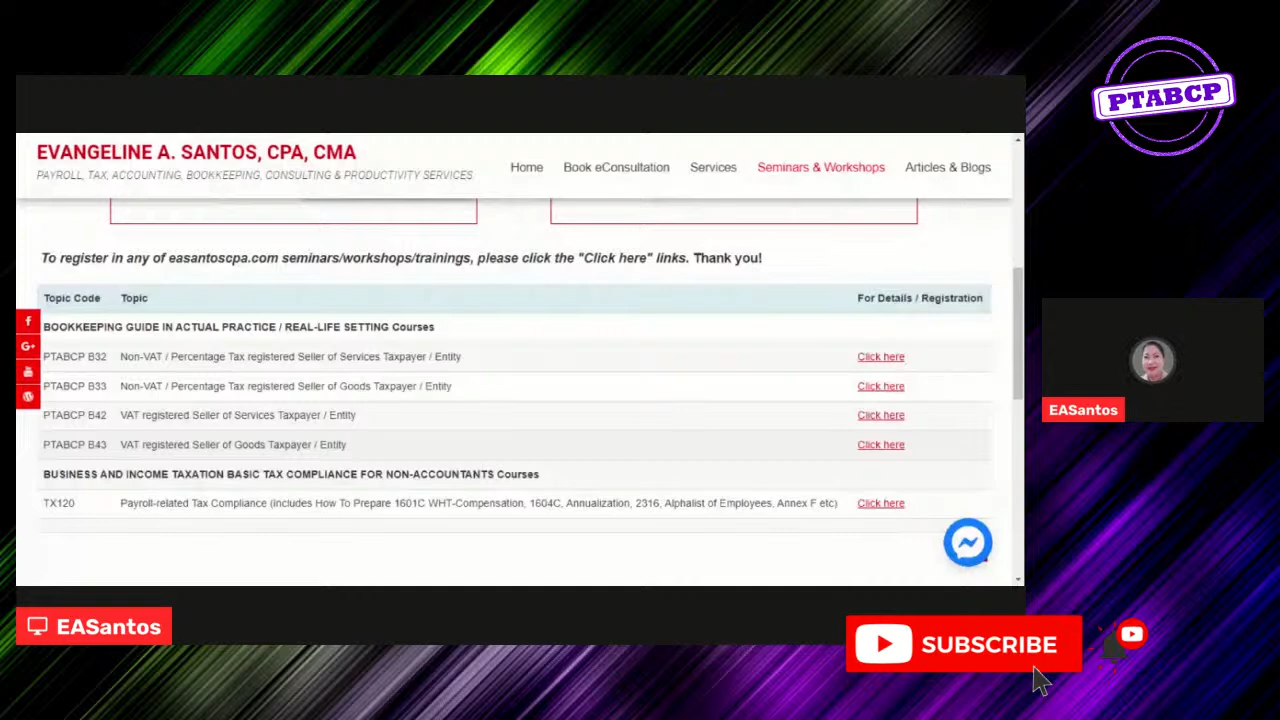 PTABCP
EVANGELINE A. SANTOS, CPA, CMA
PAYROLL, TAX, ACCOUNTING, BOOKKEEPING, CONSULTING & PRODUCTIVITY SERVICES
Home Book eConsultation Services Seminars & Workshops Articles & Blogs
To register in any of easantoscpa.com seminars/workshops/trainings, please click the "Click here" links. Thank you!
Topic Code Topic For Details / Registration
BOOKKEEPING GUIDE IN ACTUAL PRACTICE / REAL-LIFE SETTING Courses
PTABCP B32 Non-VAT / Percentage Tax registered Seller of Services Taxpayer / Entity Click here
PTABCP B33 Non-VAT / Percentage Tax registered Seller of Goods Taxpayer / Entity Click here
PTABCP B42 VAT registered Seller of Services Taxpayer / Entity Click here
PTABCP B43 VAT registered Seller of Goods Taxpayer / Entity Click here
BUSINESS AND INCOME TAXATION BASIC TAX COMPLIANCE FOR NON-ACCOUNTANTS Courses
TX120 Payroll-related Tax Compliance (includes How To Prepare 1601C WHT-Compensation, 1604C, Annualization, 2316, Alphalist of Employees, Annex F etc) Click here
EASantos
EASantos
SUBSCRIBE